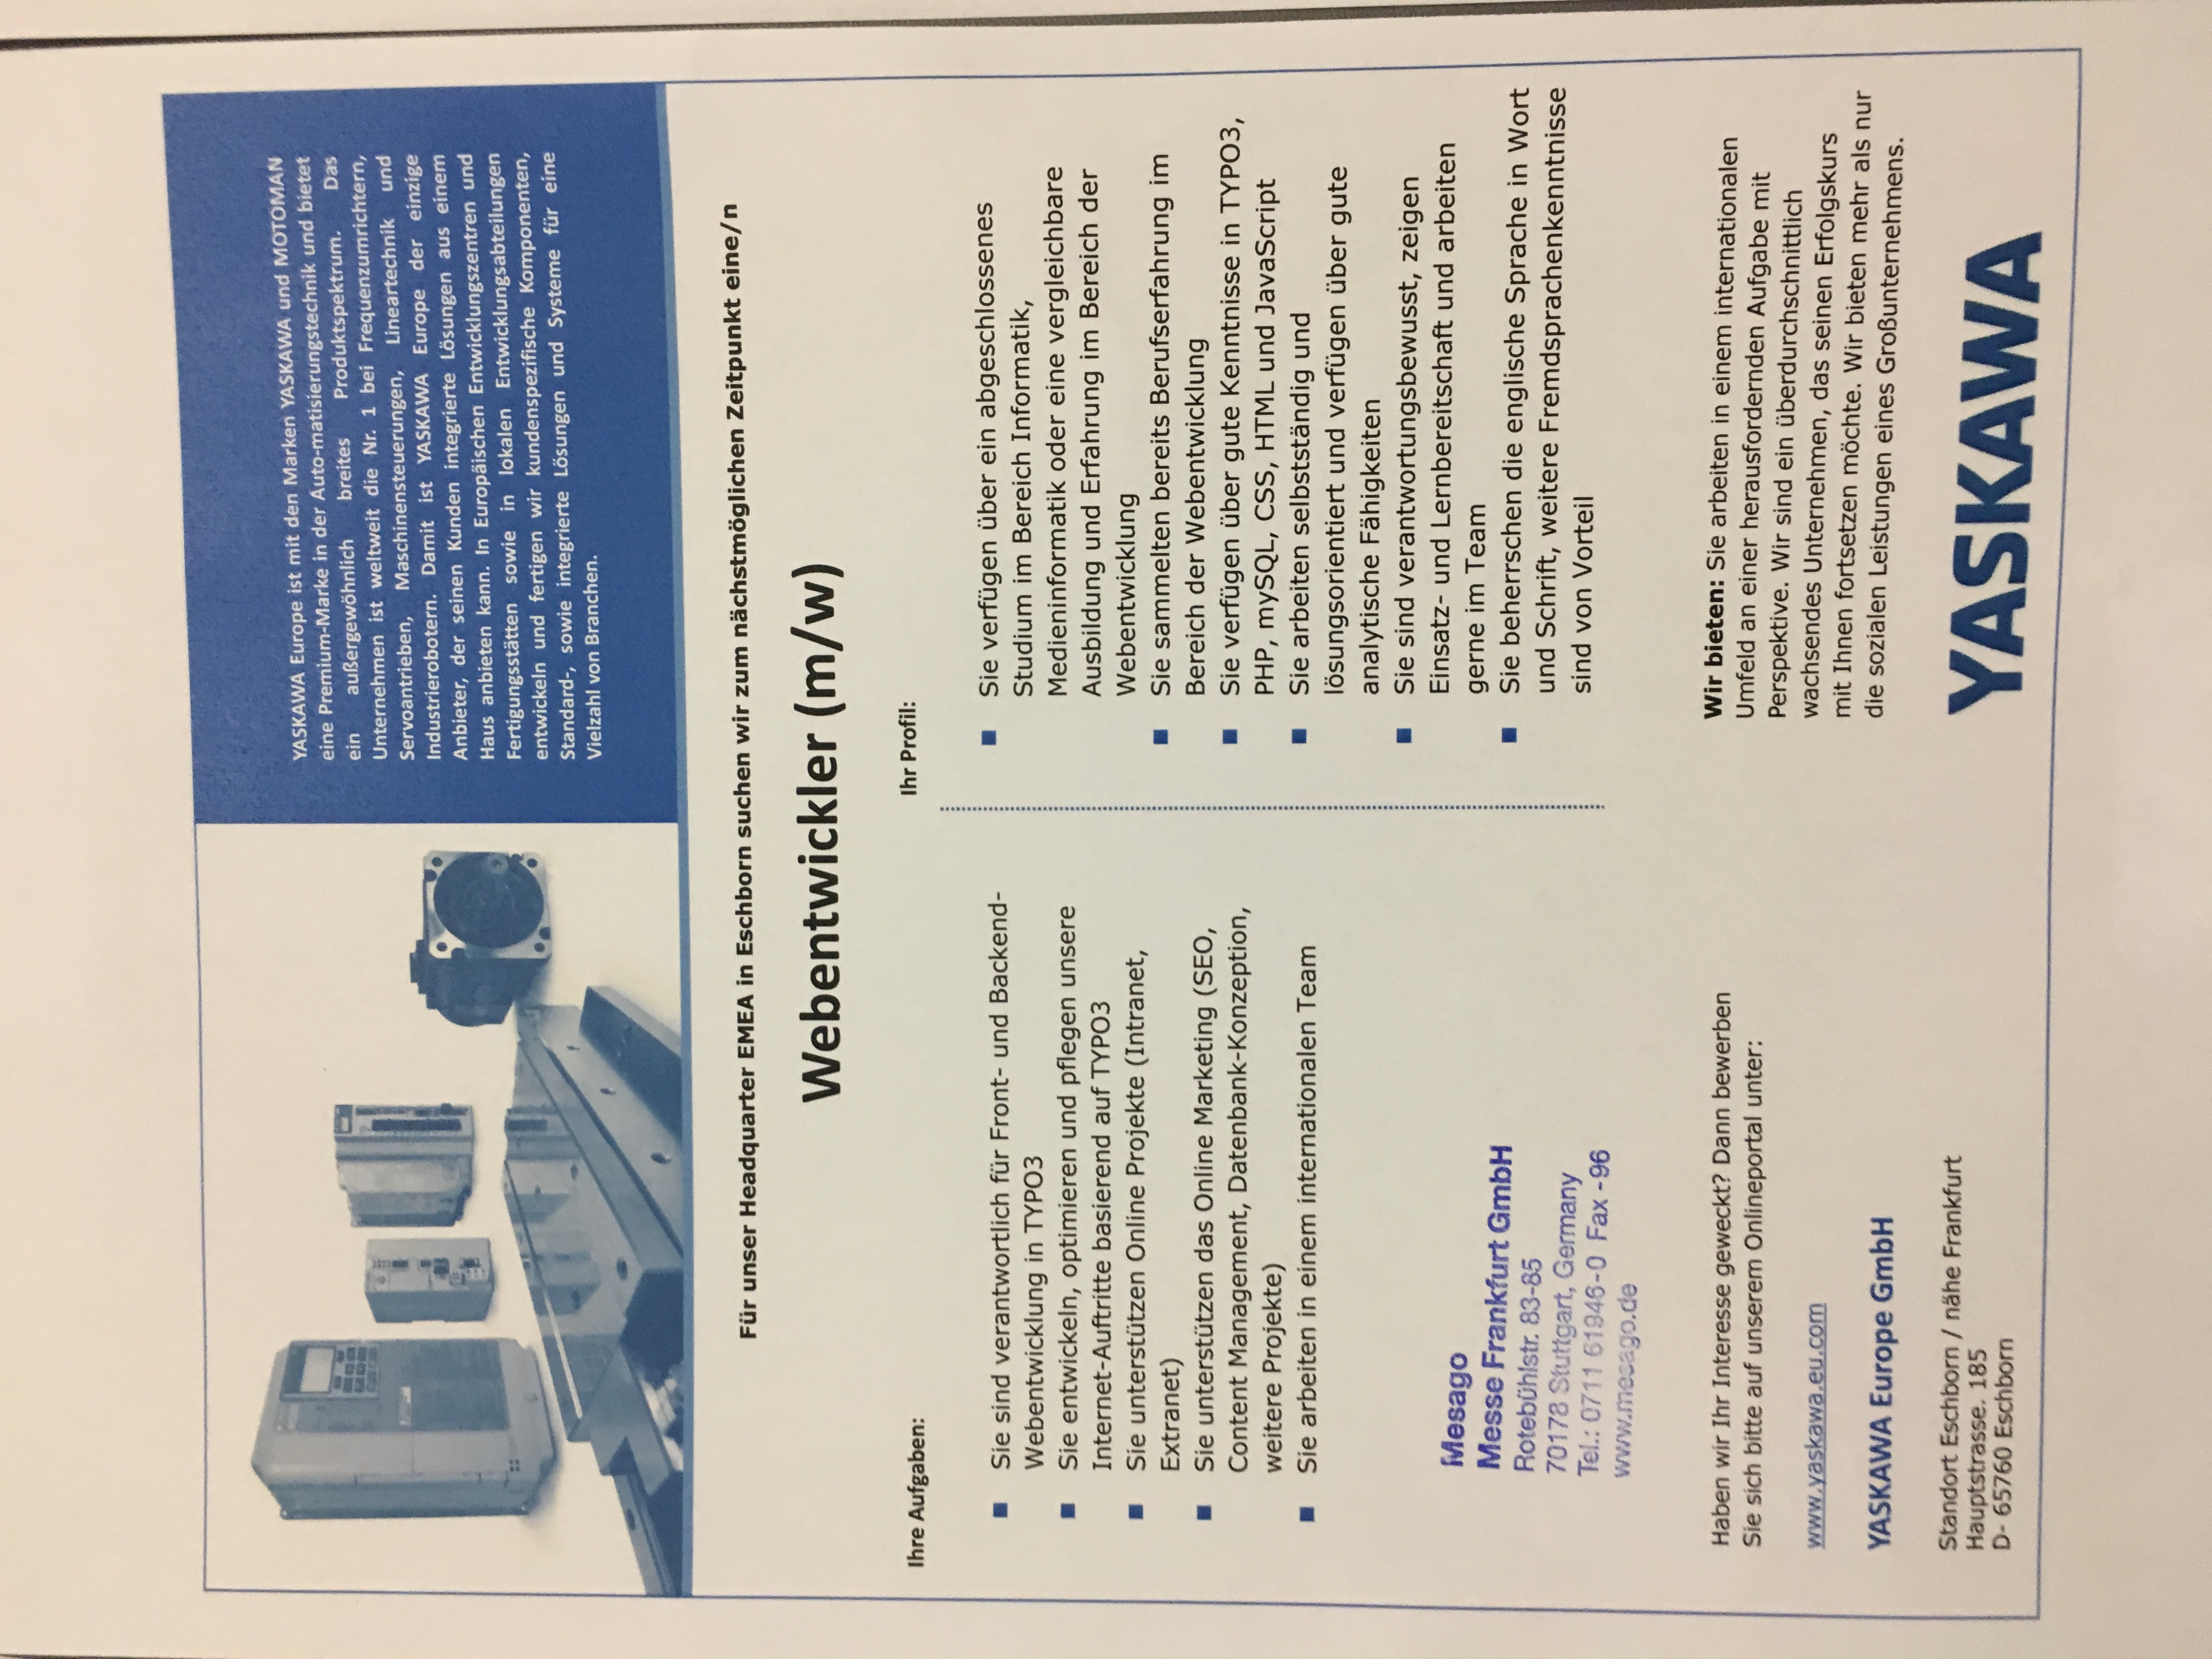 YASKAWA Europe ist mit den Marken YASKAWA und MOTOMAN
eine Premium-Marke in der Auto-matisierungstechnik und bietet
ein außergewöhnlich breites Produktspektrum. Das
Unternehmen ist weltweit die Nr. 1 bei Frequenzumrichtern,
Servoantrieben, Maschinensteuerungen, Lineartechnik und
Industrierobotern. Damit ist YASKAWA Europe der einzige
Anbieter, der seinen Kunden integrierte Lösungen aus einem
Haus anbieten kann. In Europäischen Entwicklungszentren und
Fertigungsstätten sowie in lokalen Entwicklungsabteilungen
entwickeln und fertigen wir kundenspezifische Komponenten,
Standard-, sowie integrierte Lösungen und Systeme für eine
Vielzahl von Branchen.
Für unser Headquarter EMEA in Eschborn suchen wir zum nächstmöglichen Zeitpunkt eine/n
Webentwickler (m/w)
Ihre Aufgaben:
Sie sind verantwortlich für Front- und Backend-
Webentwicklung in TYPO3
Sie entwickeln, optimieren und pflegen unsere
Internet-Auftritte basierend auf TYPO3
Sie unterstützen Online Projekte (Intranet,
Extranet)
Sie unterstützen das Online Marketing (SEO,
Content Management, Datenbank-Konzeption,
weitere Projekte)
Sie arbeiten in einem internationalen Team
Ihr Profil:
Sie verfügen über ein abgeschlossenes
Studium im Bereich Informatik,
Medieninformatik oder eine vergleichbare
Ausbildung und Erfahrung im Bereich der
Webentwicklung
Sie sammelten bereits Berufserfahrung im
Bereich der Webentwicklung
Sie verfügen über gute Kenntnisse in TYPO3,
PHP, mySQL, CSS, HTML und JavaScript
Sie arbeiten selbstständig und
lösungsorientiert und verfügen über gute
analytische Fähigkeiten
Sie sind verantwortungsbewusst, zeigen
Einsatz- und Lernbereitschaft und arbeiten
gerne im Team
Sie beherrschen die englische Sprache in Wort
und Schrift, weitere Fremdsprachenkenntnisse
sind von Vorteil
Mesago
Messe Frankfurt GmbH
Rotebühlstr. 83-85
70178 Stuttgart, Germany
Tel.: 0711 61946-0 Fax -96
www.mesago.de
Haben wir Ihr Interesse geweckt? Dann bewerben
Sie sich bitte auf unserem Onlineportal unter:
www.yaskawa.eu.com
YASKAWA Europe GmbH
Standort Eschborn / nähe Frankfurt
Hauptstrasse. 185
D- 65760 Eschborn
Wir bieten: Sie arbeiten in einem internationalen
Umfeld an einer herausfordernden Aufgabe mit
Perspektive. Wir sind ein überdurchschnittlich
wachsendes Unternehmen, das seinen Erfolgskurs
mit Ihnen fortsetzen möchte. Wir bieten mehr als nur
die sozialen Leistungen eines Großunternehmens.
YASKAWA